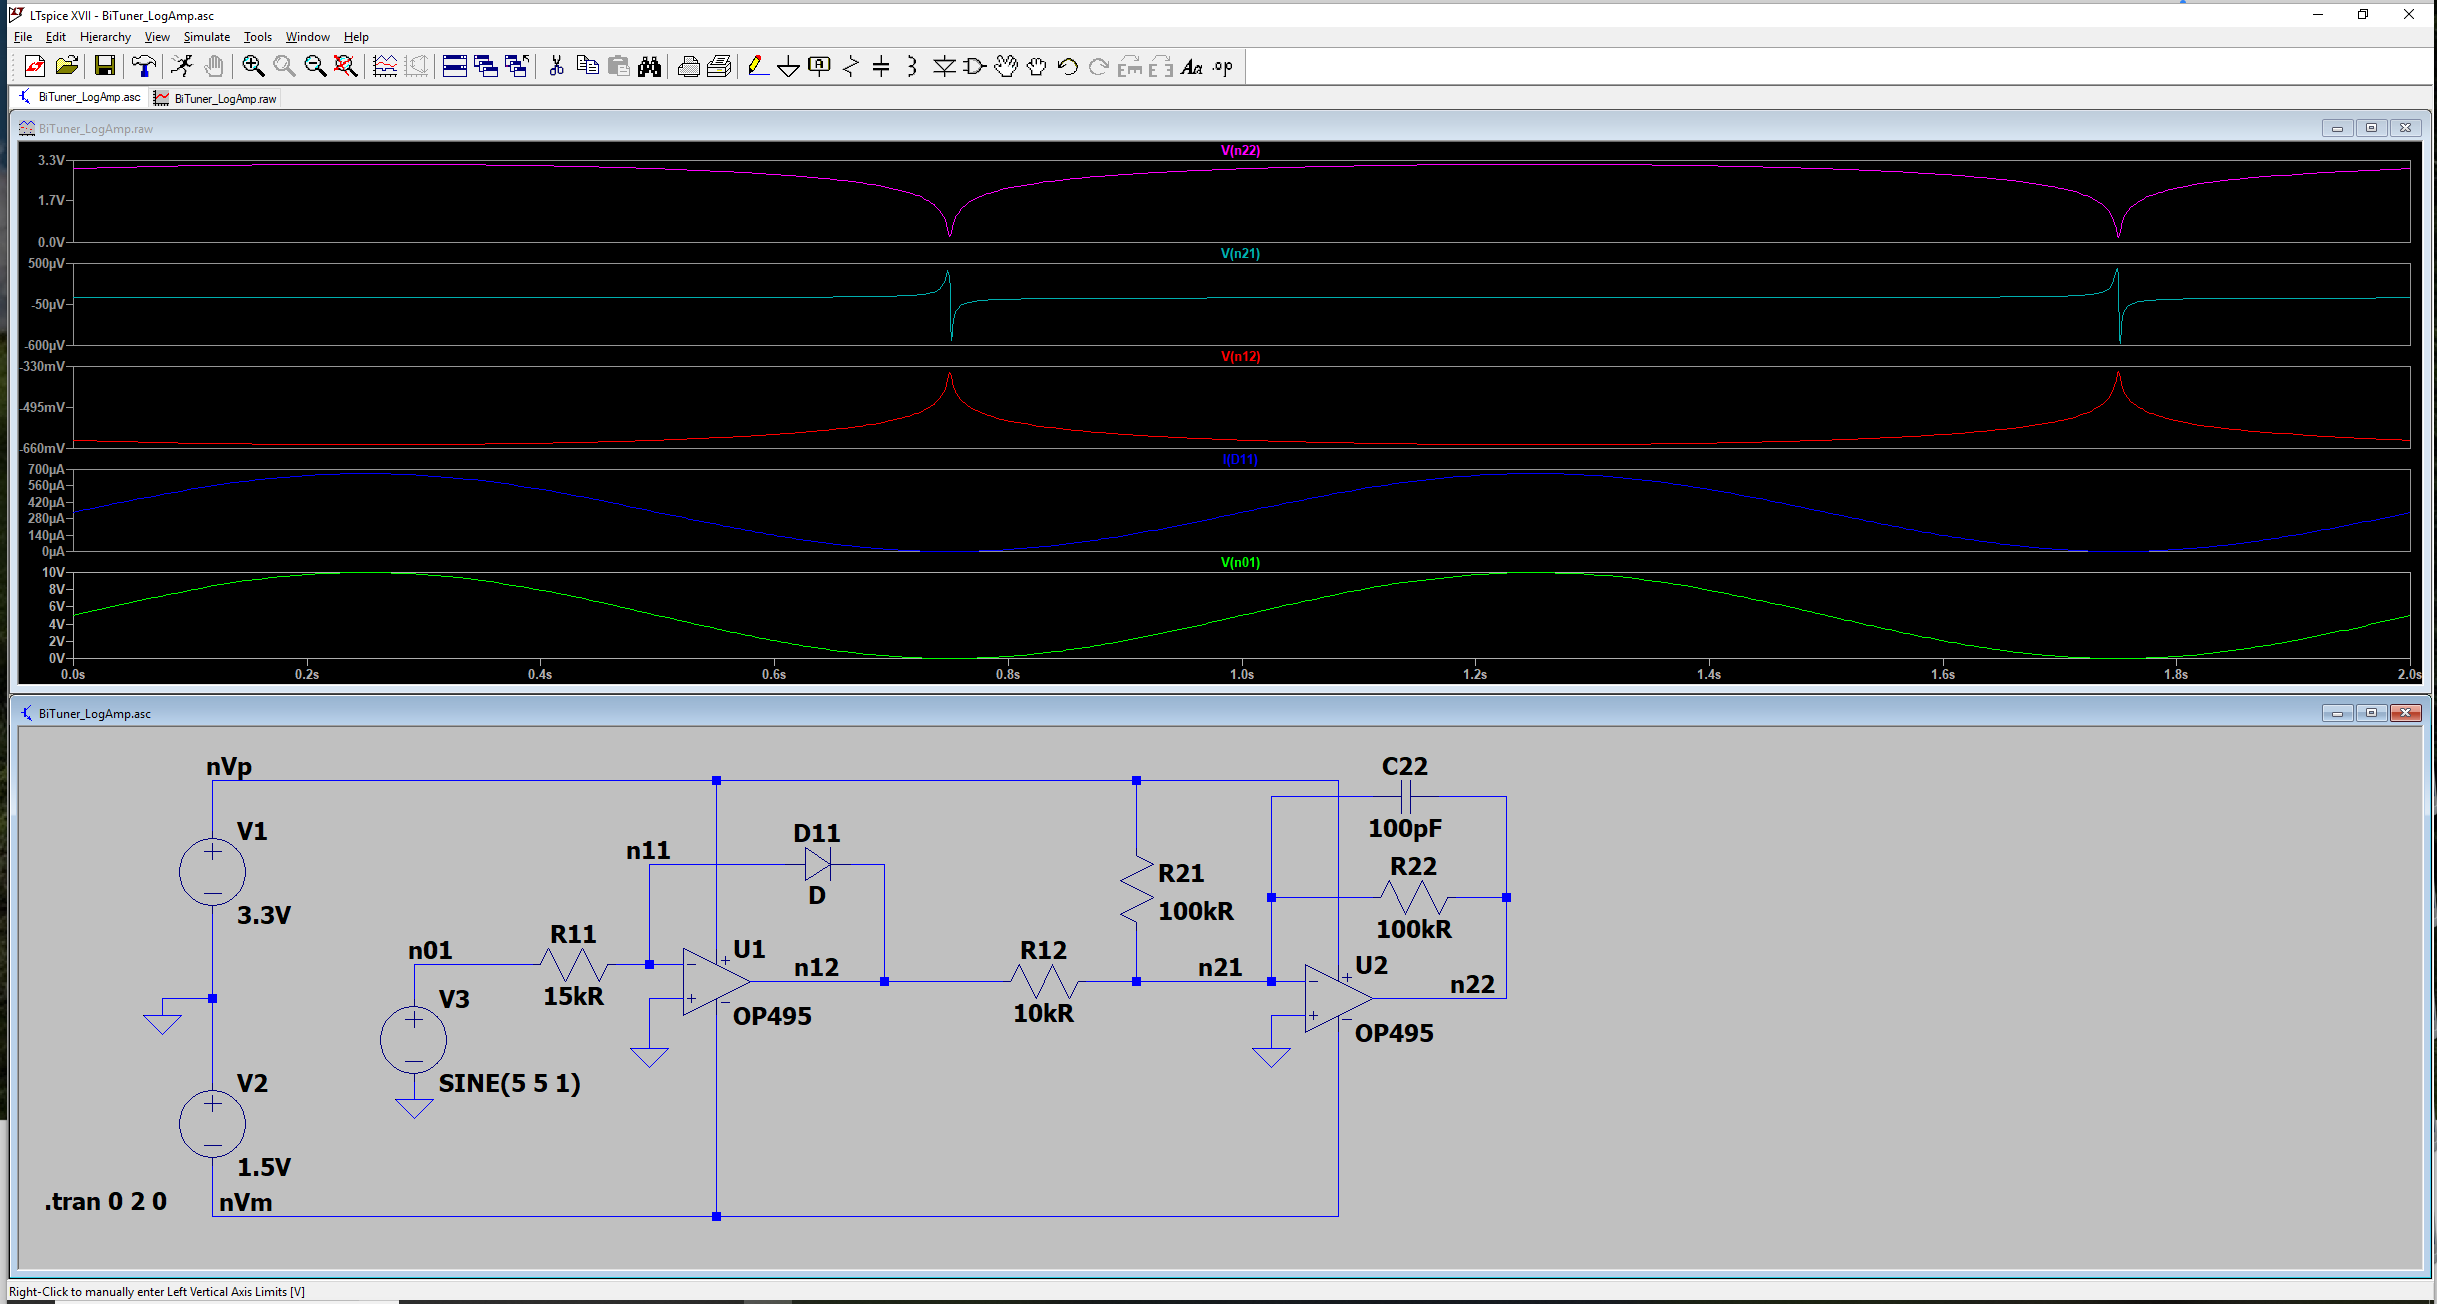 LTspice XVII - BiTuner_LogAmp.asc
File Edit Hierarchy View Simulate Tools Window Help
BiTuner_LogAmp.asc BiTuner_LogAmp.raw
BiTuner_LogAmp.raw
V(n22)
3.3V
1.7V
0.0V
V(n21)
500µV
-50µV
-600µV
V(n12)
-330mV
-495mV
-660mV
I(D11)
700µA
560µA
420µA
280µA
140µA
0µA
V(n01)
10V
8V
6V
4V
2V
0V
0.0s 0.2s 0.4s 0.6s 0.8s 1.0s 1.2s 1.4s 1.6s 1.8s 2.0s
BiTuner_LogAmp.asc
nVp
V1
3.3V
V2
1.5V
nVm
.tran 0 2 0
n01
V3
SINE(5 5 1)
R11
15kR
n11
D11
D
U1
OP495
n12
R12
10kR
R21
100kR
n21
C22
100pF
R22
100kR
U2
OP495
n22
Right-Click to manually enter Left Vertical Axis Limits [V]